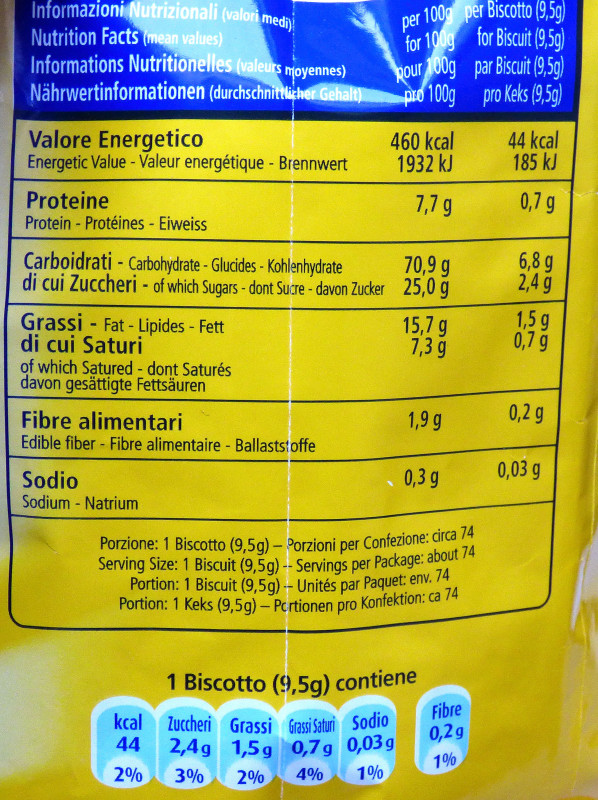 Informazioni Nutrizionali (valori medi) per 100g per Biscotto (9,5g)
Nutrition Facts (mean values) for 100g for Biscuit (9,5g)
Informations Nutritionelles (valeurs moyennes) pour 100g par Biscuit (9,5g)
Nährwertinformationen (durchschnittlicher Gehalt) pro 100g pro Keks (9,5g)
Valore Energetico 460 kcal 44 kcal
Energetic Value - Valeur energétique - Brennwert 1932 kJ 185 kJ
Proteine 7,7 g 0,7 g
Protein - Protéines - Eiweiss
Carboidrati - Carbohydrate - Glucides - Kohlenhydrate 70,9 g 6,8 g
di cui Zuccheri - of which Sugars - dont Sucre - davon Zucker 25,0 g 2,4 g
Grassi - Fat - Lipides - Fett 15,7 g 1,5 g
di cui Saturi 7,3 g 0,7 g
of which Satured - dont Saturés
davon gesättigte Fettsäuren
Fibre alimentari 1,9 g 0,2 g
Edible fiber - Fibre alimentaire - Ballaststoffe
Sodio 0,3 g 0,03 g
Sodium - Natrium
Porzione: 1 Biscotto (9,5g) – Porzioni per Confezione: circa 74
Serving Size: 1 Biscuit (9,5g) – Servings per Package: about 74
Portion: 1 Biscuit (9,5g) – Unités par Paquet: env. 74
Portion: 1 Keks (9,5g) – Portionen pro Konfektion: ca 74
1 Biscotto (9,5g) contiene
kcal Zuccheri Grassi Grassi Saturi Sodio Fibre
44 2,4 g 1,5 g 0,7 g 0,03 g 0,2 g
2% 3% 2% 4% 1% 1%